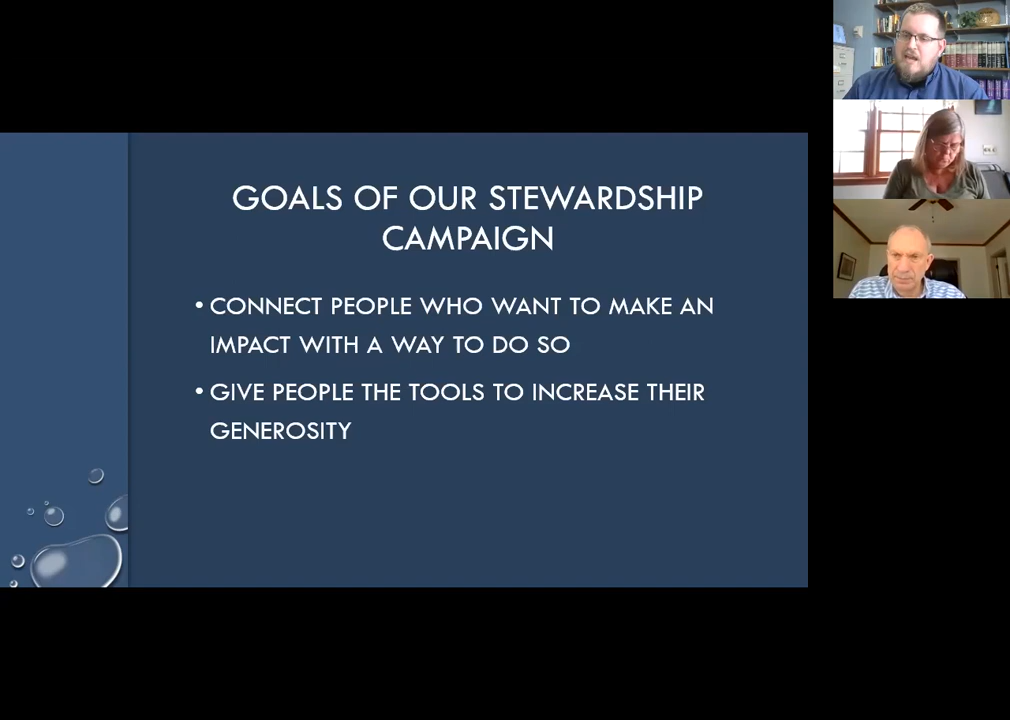 GOALS OF OUR STEWARDSHIP
CAMPAIGN
• CONNECT PEOPLE WHO WANT TO MAKE AN
IMPACT WITH A WAY TO DO SO
• GIVE PEOPLE THE TOOLS TO INCREASE THEIR
GENEROSITY